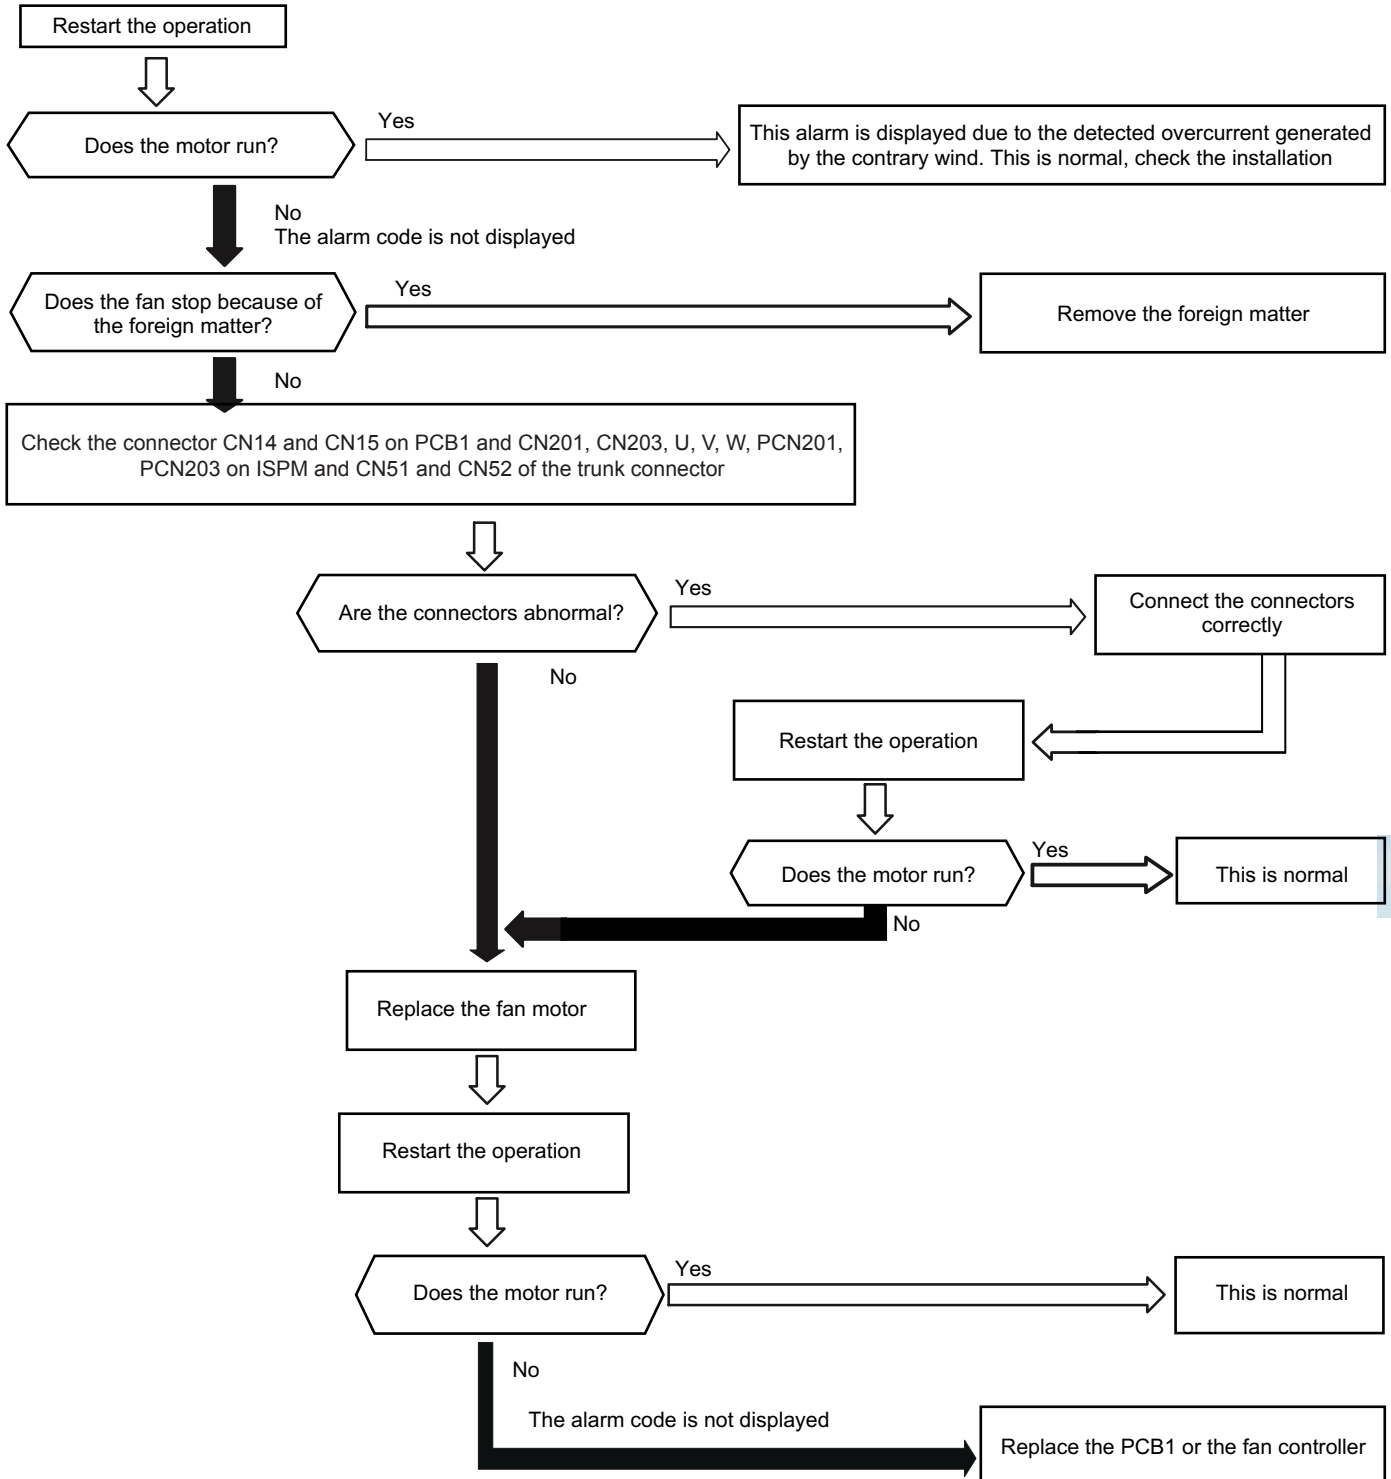 Restart the operation
Does the motor run?
Yes
This alarm is displayed due to the detected overcurrent generated
by the contrary wind. This is normal, check the installation
No
The alarm code is not displayed
Does the fan stop because of
the foreign matter?
Yes
Remove the foreign matter
No
Check the connector CN14 and CN15 on PCB1 and CN201, CN203, U, V, W, PCN201,
PCN203 on ISPM and CN51 and CN52 of the trunk connector
Are the connectors abnormal?
Yes
Connect the connectors
correctly
No
Restart the operation
Does the motor run?
Yes
This is normal
No
Replace the fan motor
Restart the operation
Does the motor run?
Yes
This is normal
No
The alarm code is not displayed
Replace the PCB1 or the fan controller